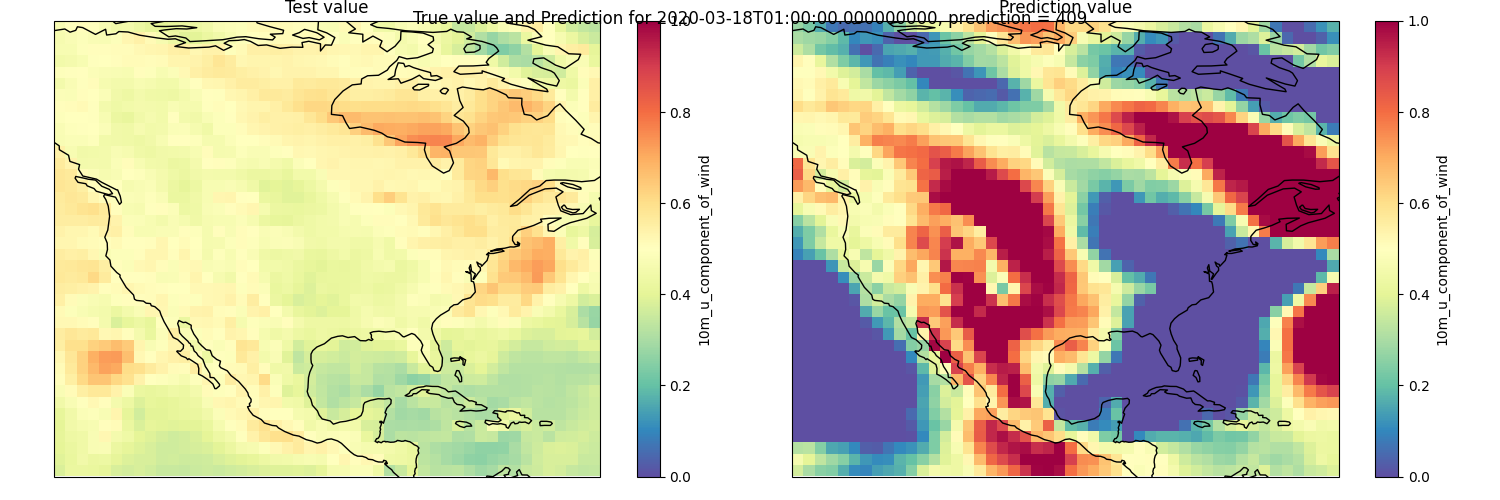 Test value
True value and Prediction for 2020-03-18T01:00:00.000000000, prediction = 409
Prediction value
1.0
0.8
0.6
0.4
0.2
0.0
10m_u_component_of_wind
1.0
0.8
0.6
0.4
0.2
0.0
10m_u_component_of_wind